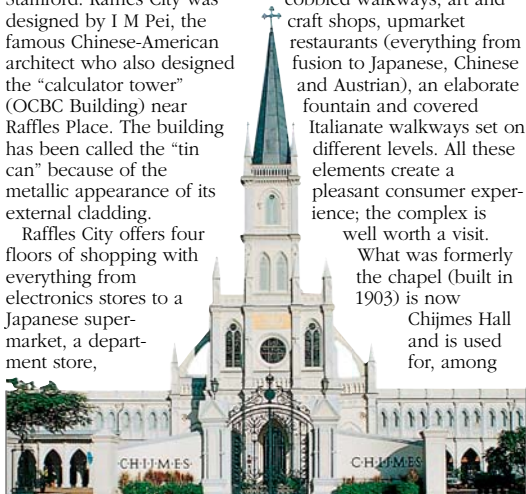 Stamford. Raffles City was
designed by I M Pei, the
famous Chinese-American
architect who also designed
the “calculator tower”
(OCBC Building) near
Raffles Place. The building
has been called the “tin
can” because of the
metallic appearance of its
external cladding.
Raffles City offers four
floors of shopping with
everything from
electronics stores to a
Japanese super-
market, a depart-
ment store,
cobbled walkways, art and
craft shops, upmarket
restaurants (everything from
fusion to Japanese, Chinese
and Austrian), an elaborate
fountain and covered
Italianate walkways set on
different levels. All these
elements create a
pleasant consumer exper-
ience; the complex is
well worth a visit.
What was formerly
the chapel (built in
1903) is now
Chijmes Hall
and is used
for, among
CHIJMES
CHIJMES